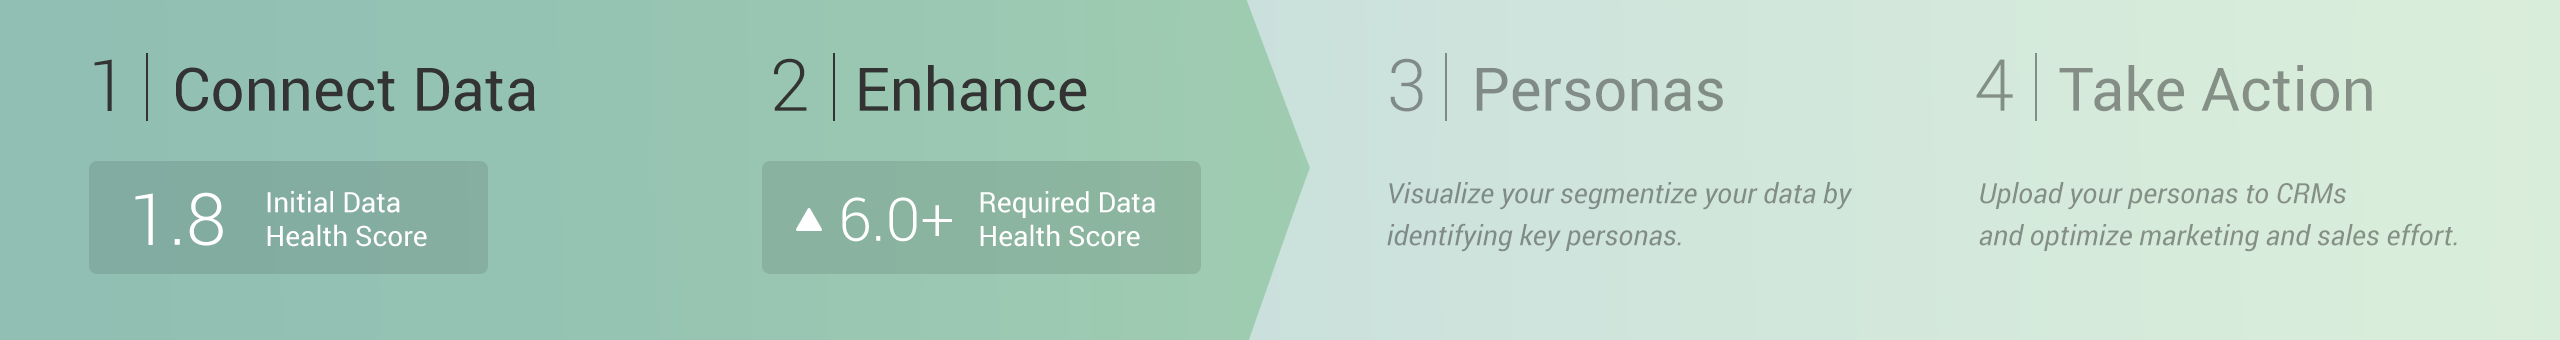 1 | Connect Data
1.8 Initial Data
Health Score
2 | Enhance
▲ 6.0+ Required Data
Health Score
3 | Personas
Visualize your segmentize your data by
identifying key personas.
4 | Take Action
Upload your personas to CRMs
and optimize marketing and sales effort.